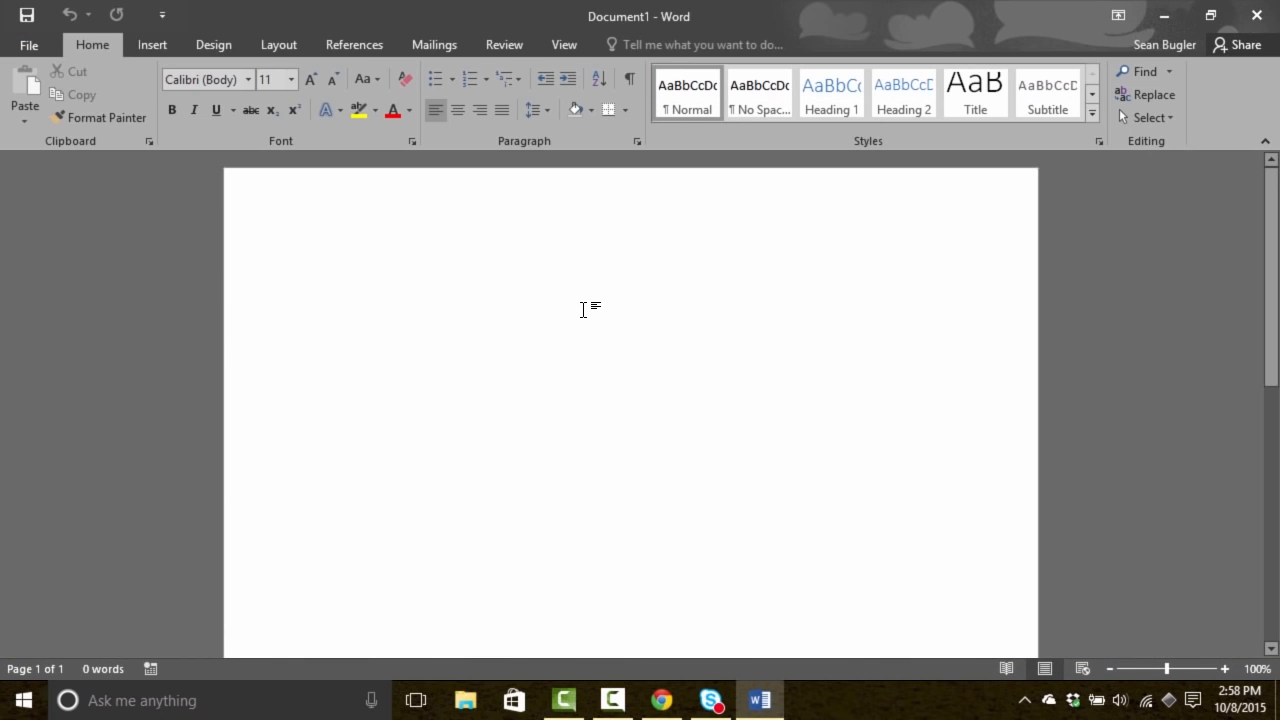 Document1 - Word
File Home Insert Design Layout References Mailings Review View Tell me what you want to do... Sean Bugler Share
Paste Cut Copy Format Painter
Calibri (Body) 11 Aa
B I U abc X₂ X² A A
AaBbCcDc ¶ Normal
AaBbCcDc ¶ No Spac...
AaBbCc Heading 1
AaBbCcD Heading 2
AaB Title
AaBbCcD Subtitle
Find
Replace
Select
Clipboard Font Paragraph Styles Editing
Page 1 of 1 0 words 100%
Ask me anything
2:58 PM
10/8/2015